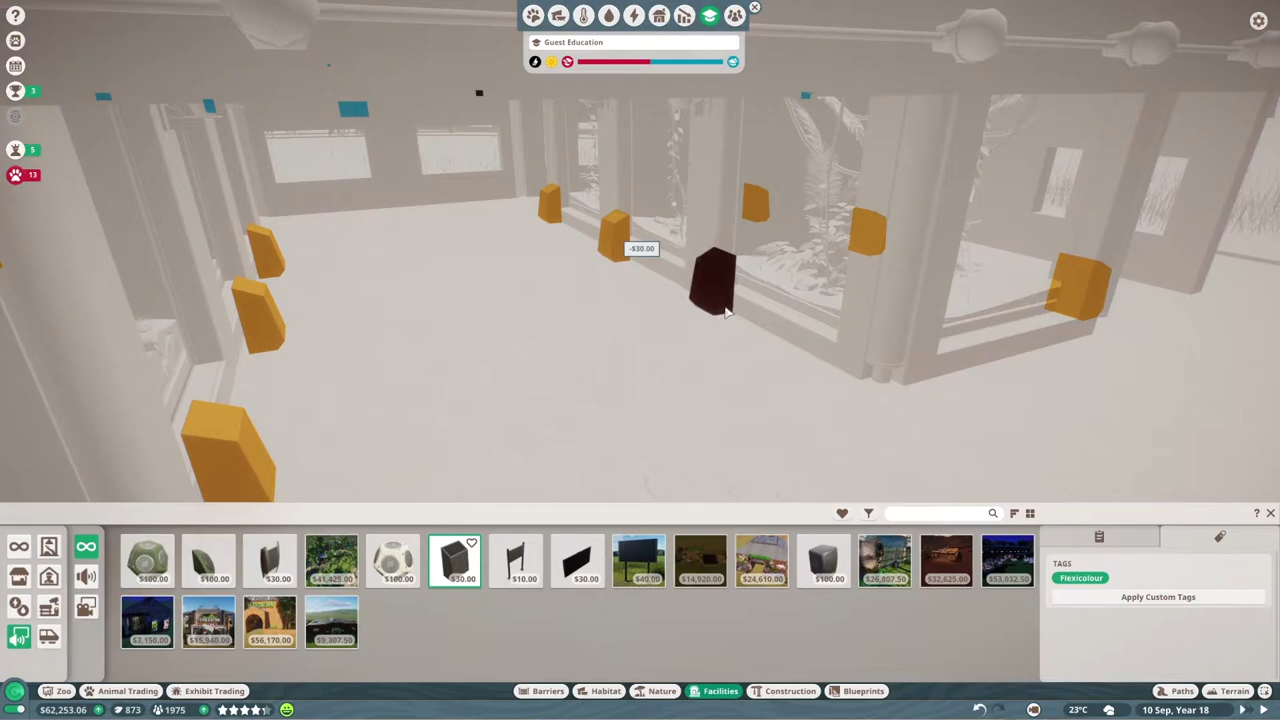 ?
Guest Education
3
5
13
-$30.00
?
TAGS
Flexicolour
Apply Custom Tags
$100.00 $100.00 $30.00 $41,425.00 $100.00 $30.00 $10.00 $30.00 $40.00 $14,920.00 $24,610.00 $100.00 $26,807.50 $32,625.00 $53,032.50
$3,150.00 $15,940.00 $56,170.00 $9,307.50
Zoo Animal Trading Exhibit Trading Barriers Habitat Nature Facilities Construction Blueprints Paths Terrain
$62,253.06 873 1975 23°C 10 Sep, Year 18